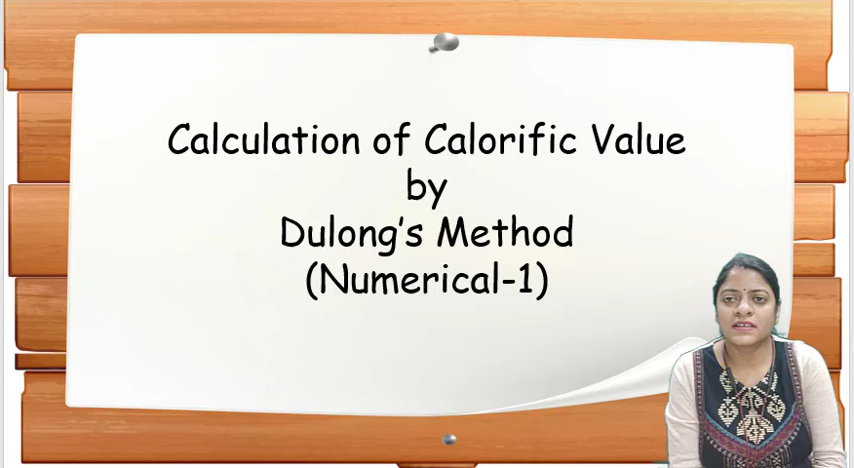 Calculation of Calorific Value
by
Dulong's Method
(Numerical-1)